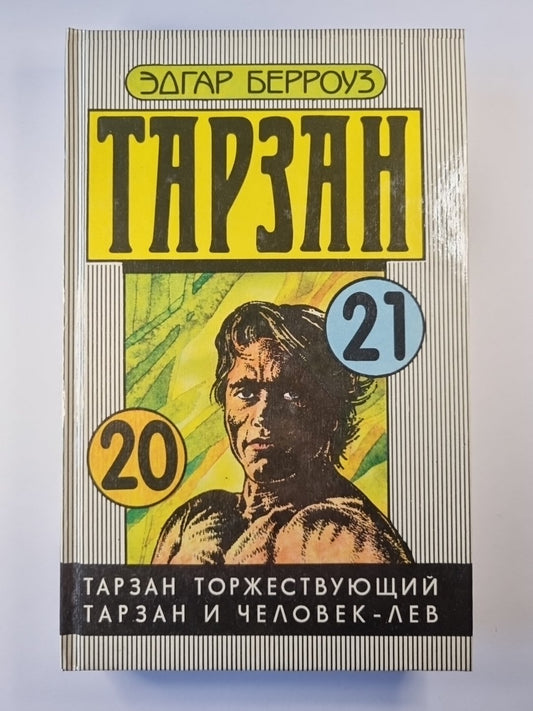 ЭДГАР БЕРРОУЗ
ТАРЗАН
21
20
ТАРЗАН ТОРЖЕСТВУЮЩИЙ
ТАРЗАН И ЧЕЛОВЕК-ЛЕВ